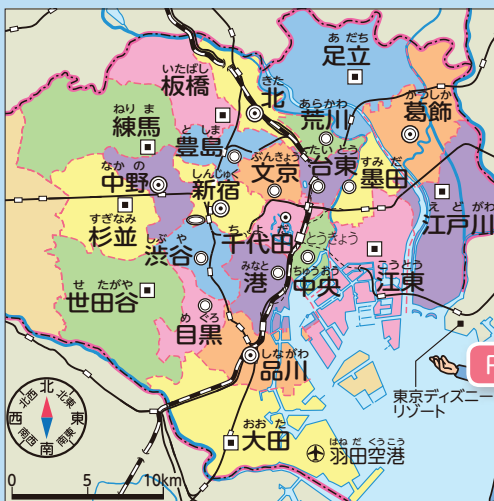 あだち
足立
いたばし
板橋
きた
北
かつしか
葛飾
あらかわ
荒川
ねりま
練馬
としま
豊島
ぶんきょう
文京
たいとう
台東
すみだ
墨田
なかの
中野
しんじゅく
新宿
えどがわ
江戸川
すぎなみ
杉並
ちよだ
千代田
とうきょう
しぶや
渋谷
みなと
港
ちゅうおう
中央
こうとう
江東
せたがや
世田谷
めぐろ
目黒
しながわ
品川
東京ディズニー
リゾート
おおた
大田
はねだくうこう
羽田空港
北
北西
北東
西
東
南西
南東
南
0 5 10km